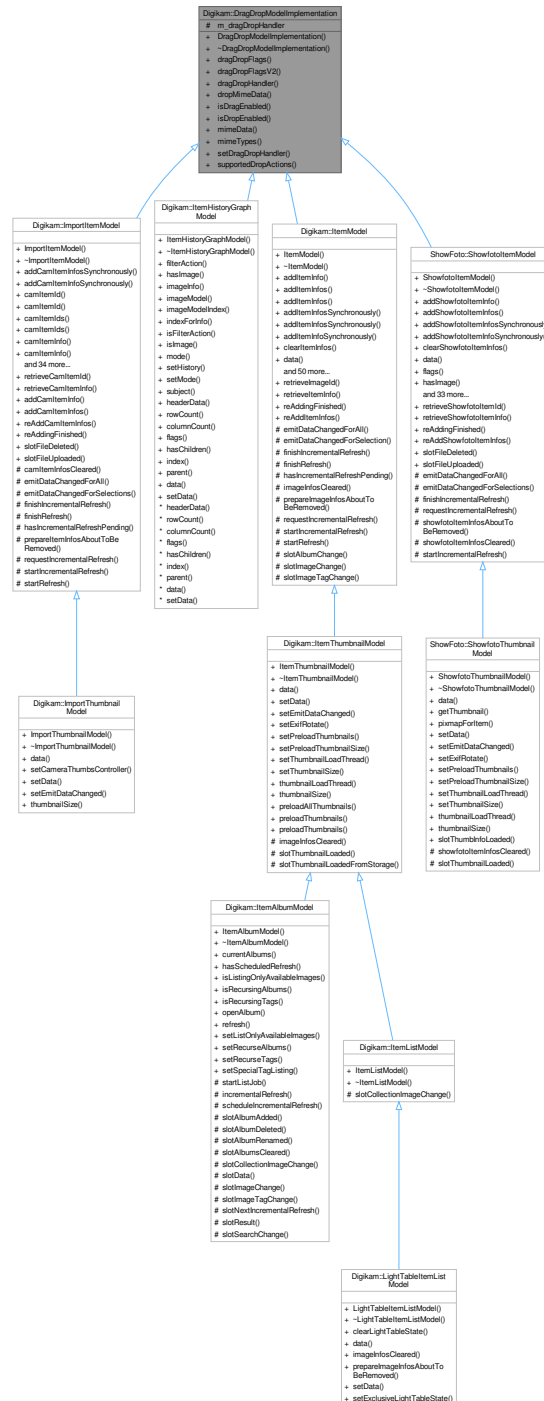 Digikam::DragDropModelImplementation
# m_dragDropHandler
+ DragDropModelImplementation()
+ ~DragDropModelImplementation()
+ dragDropFlags()
+ dragDropFlagsV2()
+ dragDropHandler()
+ dropMimeData()
+ isDragEnabled()
+ isDropEnabled()
+ mimeData()
+ mimeTypes()
+ setDragDropHandler()
+ supportedDropActions()
Digikam::ImportItemModel
+ ImportItemModel()
+ ~ImportItemModel()
+ addCamItemInfosSynchronously()
+ addCamItemInfoSynchronously()
+ camItemId()
+ camItemId()
+ camItemIds()
+ camItemIds()
+ camItemInfo()
+ camItemInfo()
and 34 more...
+ retrieveCamItemId()
+ retrieveCamItemInfo()
+ addCamItemInfo()
+ addCamItemInfos()
+ reAddCamItemInfos()
+ reAddingFinished()
+ slotFileDeleted()
+ slotFileUploaded()
# camItemInfosCleared()
# emitDataChangedForAll()
# emitDataChangedForSelections()
# finishIncrementalRefresh()
# finishRefresh()
# hasIncrementalRefreshPending()
# prepareItemInfosAboutToBe
Removed()
# requestIncrementalRefresh()
# startIncrementalRefresh()
# startRefresh()
Digikam::ItemHistoryGraph
Model
+ ItemHistoryGraphModel()
+ ~ItemHistoryGraphModel()
+ filterAction()
+ hasImage()
+ imageInfo()
+ imageModel()
+ imageModelIndex()
+ indexForInfo()
+ isFilterAction()
+ isImage()
+ mode()
+ setHistory()
+ setMode()
+ subject()
+ headerData()
+ rowCount()
+ columnCount()
+ flags()
+ hasChildren()
+ index()
+ parent()
+ data()
+ setData()
* headerData()
* rowCount()
* columnCount()
* flags()
* hasChildren()
* index()
* parent()
* data()
* setData()
Digikam::ItemModel
+ ItemModel()
+ ~ItemModel()
+ addItemInfo()
+ addItemInfos()
+ addItemInfos()
+ addItemInfosSynchronously()
+ addItemInfoSynchronously()
+ addItemInfoSynchronously()
+ clearItemInfos()
+ data()
and 50 more...
+ retrieveImageId()
+ retrieveItemInfo()
+ reAddingFinished()
+ reAddItemInfos()
# emitDataChangedForAll()
# emitDataChangedForSelection()
# finishIncrementalRefresh()
# finishRefresh()
# hasIncrementalRefreshPending()
# imageInfosCleared()
# prepareImageInfosAboutTo
BeRemoved()
# requestIncrementalRefresh()
# startIncrementalRefresh()
# startRefresh()
# slotAlbumChange()
# slotImageChange()
# slotImageTagChange()
ShowFoto::ShowfotoItemModel
+ ShowfotoItemModel()
+ ~ShowfotoItemModel()
+ addShowfotoItemInfo()
+ addShowfotoItemInfos()
+ addShowfotoItemInfosSynchronously
+ addShowfotoItemInfoSynchronously
+ clearShowfotoItemInfos()
+ data()
+ flags()
+ hasImage()
and 33 more...
+ retrieveShowfotoItemId()
+ retrieveShowfotoItemInfo()
+ reAddingFinished()
+ reAddShowfotoItemInfos()
+ slotFileDeleted()
+ slotFileUploaded()
# emitDataChangedForAll()
# emitDataChangedForSelections()
# finishIncrementalRefresh()
# requestIncrementalRefresh()
# showfotoItemInfosAboutTo
BeRemoved()
# showfotoItemInfosCleared()
# startIncrementalRefresh()
Digikam::ImportThumbnail
Model
+ ImportThumbnailModel()
+ ~ImportThumbnailModel()
+ data()
+ setCameraThumbsController()
+ setData()
+ setEmitDataChanged()
+ thumbnailSize()
Digikam::ItemThumbnailModel
+ ItemThumbnailModel()
+ ~ItemThumbnailModel()
+ data()
+ setData()
+ setEmitDataChanged()
+ setExifRotate()
+ setPreloadThumbnails()
+ setPreloadThumbnailSize()
+ setThumbnailLoadThread()
+ setThumbnailSize()
+ thumbnailLoadThread()
+ thumbnailSize()
+ preloadAllThumbnails()
+ preloadThumbnails()
+ preloadThumbnails()
# imageInfosCleared()
# slotThumbnailLoaded()
# slotThumbnailLoadedFromStorage()
ShowFoto::ShowfotoThumbnail
Model
+ ShowfotoThumbnailModel()
+ ~ShowfotoThumbnailModel()
+ data()
+ getThumbnail()
+ pixmapForItem()
+ setData()
+ setEmitDataChanged()
+ setExifRotate()
+ setPreloadThumbnails()
+ setPreloadThumbnailSize()
+ setThumbnailLoadThread()
+ setThumbnailSize()
+ thumbnailLoadThread()
+ thumbnailSize()
+ slotThumbInfoLoaded()
# showfotoItemInfosCleared()
# slotThumbnailLoaded()
Digikam::ItemAlbumModel
+ ItemAlbumModel()
+ ~ItemAlbumModel()
+ currentAlbums()
+ hasScheduledRefresh()
+ isListingOnlyAvailableImages()
+ isRecursingAlbums()
+ isRecursingTags()
+ openAlbum()
+ refresh()
+ setListOnlyAvailableImages()
+ setRecurseAlbums()
+ setRecurseTags()
+ setSpecialTagListing()
# startListJob()
# incrementalRefresh()
# scheduleIncrementalRefresh()
# slotAlbumAdded()
# slotAlbumDeleted()
# slotAlbumRenamed()
# slotAlbumsCleared()
# slotCollectionImageChange()
# slotData()
# slotImageChange()
# slotImageTagChange()
# slotNextIncrementalRefresh()
# slotResult()
# slotSearchChange()
Digikam::ItemListModel
+ ItemListModel()
+ ~ItemListModel()
# slotCollectionImageChange()
Digikam::LightTableItemList
Model
+ LightTableItemListModel()
+ ~LightTableItemListModel()
+ clearLightTableState()
+ data()
+ imageInfosCleared()
+ prepareImageInfosAboutTo
BeRemoved()
+ setData()
+ setExclusiveLightTableState()